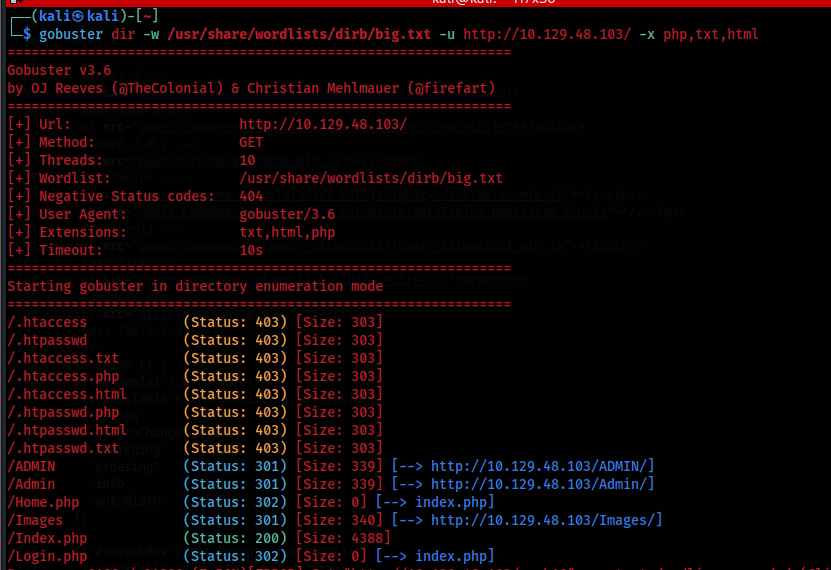 kali@kali: ~ 117x56
┌──(kali㉿kali)-[~]
└─$ gobuster dir -w /usr/share/wordlists/dirb/big.txt -u http://10.129.48.103/ -x php,txt,html
===============================================================
Gobuster v3.6
by OJ Reeves (@TheColonial) & Christian Mehlmauer (@firefart)
===============================================================
[+] Url:                     http://10.129.48.103/
[+] Method:                  GET
[+] Threads:                 10
[+] Wordlist:                /usr/share/wordlists/dirb/big.txt
[+] Negative Status codes:   404
[+] User Agent:              gobuster/3.6
[+] Extensions:              txt,html,php
[+] Timeout:                 10s
===============================================================
Starting gobuster in directory enumeration mode
===============================================================
/.htaccess            (Status: 403) [Size: 303]
/.htpasswd            (Status: 403) [Size: 303]
/.htaccess.txt        (Status: 403) [Size: 303]
/.htaccess.php        (Status: 403) [Size: 303]
/.htaccess.html       (Status: 403) [Size: 303]
/.htpasswd.php        (Status: 403) [Size: 303]
/.htpasswd.html       (Status: 403) [Size: 303]
/.htpasswd.txt        (Status: 403) [Size: 303]
/ADMIN                (Status: 301) [Size: 339] [--> http://10.129.48.103/ADMIN/]
/Admin                (Status: 301) [Size: 339] [--> http://10.129.48.103/Admin/]
/Home.php             (Status: 302) [Size: 0] [--> index.php]
/Images               (Status: 301) [Size: 340] [--> http://10.129.48.103/Images/]
/Index.php            (Status: 200) [Size: 4388]
/Login.php            (Status: 302) [Size: 0] [--> index.php]